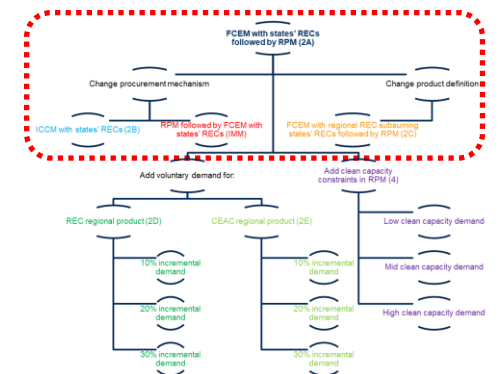 FCEM with states' RECs
followed by RPM (2A)
Change procurement mechanism
Change product definition
ICCM with states' RECs (2B)
RPM followed by FCEM with
states' RECs (IMM)
FCEM with regional REC subsuming
states' RECs followed by RPM (2C)
Add voluntary demand for:
Add clean capacity
constraints in RPM (4)
REC regional product (2D)
CEAC regional product (2E)
Low clean capacity demand
10% incremental
demand
10% incremental
demand
Mid clean capacity demand
20% incremental
demand
20% incremental
demand
High clean capacity demand
30% incremental
demand
30% incremental
demand